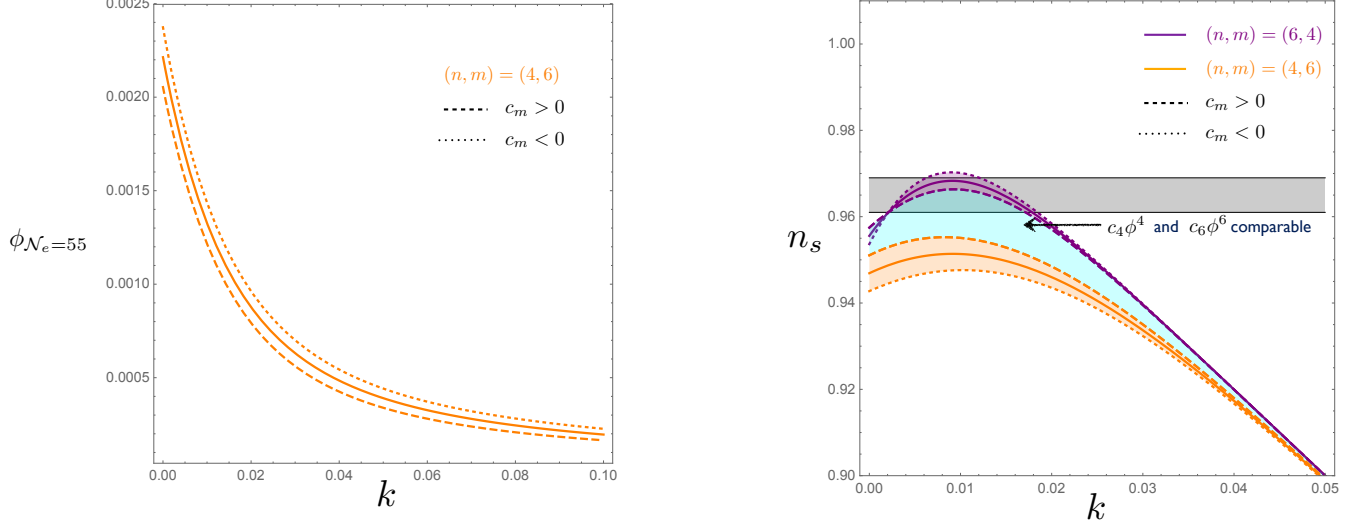 0.0025
0.0020
0.0015
0.0010
0.0005
0.00
0.02
0.04
0.06
0.08
0.10
ϕ_{𝒩_e=55}
k
(n, m) = (4, 6)
c_m > 0
c_m < 0
1.00
0.98
0.96
0.94
0.92
0.90
0.00
0.01
0.02
0.03
0.04
0.05
n_s
k
(n, m) = (6, 4)
(n, m) = (4, 6)
c_m > 0
c_m < 0
c_4ϕ^4 and c_6ϕ^6 comparable